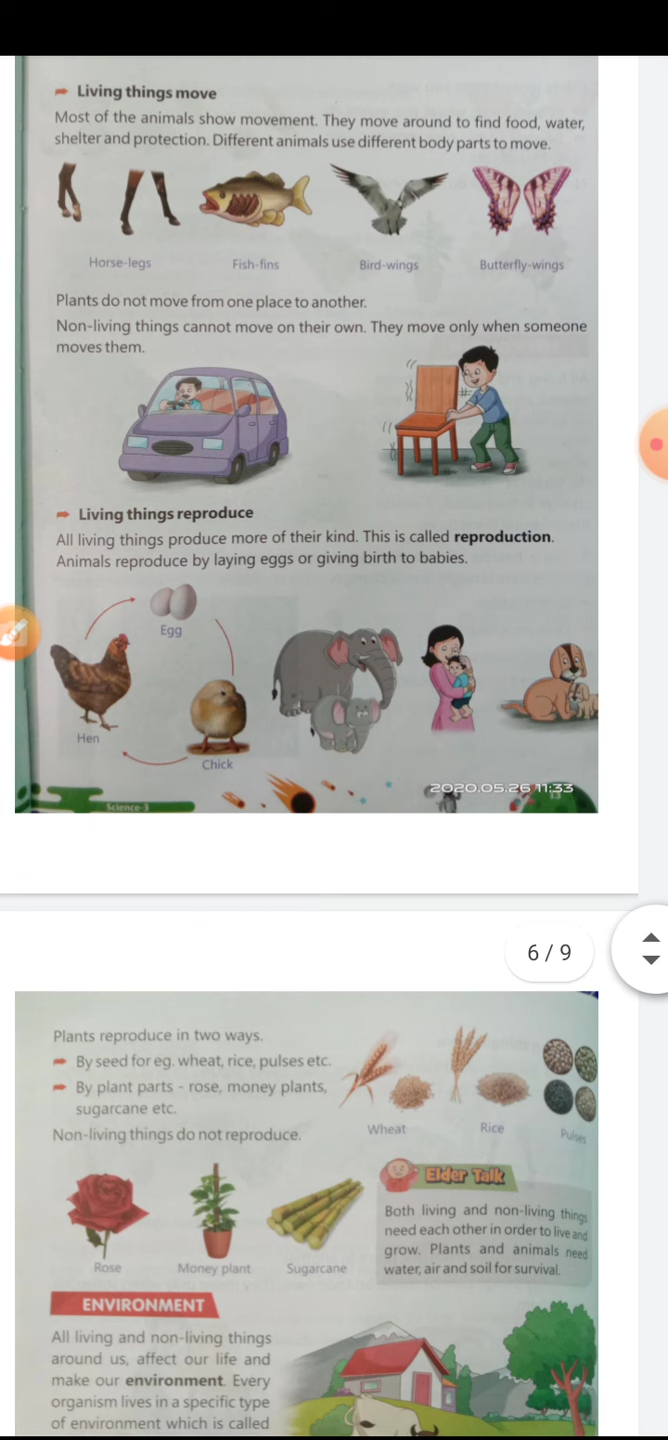 Living things move
Most of the animals show movement. They move around to find food, water,
shelter and protection. Different animals use different body parts to move.
Horse-legs Fish-fins Bird-wings Butterfly-wings
Plants do not move from one place to another.
Non-living things cannot move on their own. They move only when someone
moves them.
Living things reproduce
All living things produce more of their kind. This is called reproduction.
Animals reproduce by laying eggs or giving birth to babies.
Egg
Hen
Chick
2020.05.26 11:33
Science-3 13
6 / 9
Plants reproduce in two ways.
By seed for eg. wheat, rice, pulses etc.
By plant parts - rose, money plants,
sugarcane etc.
Non-living things do not reproduce.
Wheat Rice Pulses
Rose Money plant Sugarcane
Elder Talk
Both living and non-living things
need each other in order to live and
grow. Plants and animals need
water, air and soil for survival.
ENVIRONMENT
All living and non-living things
around us, affect our life and
make our environment. Every
organism lives in a specific type
of environment which is called